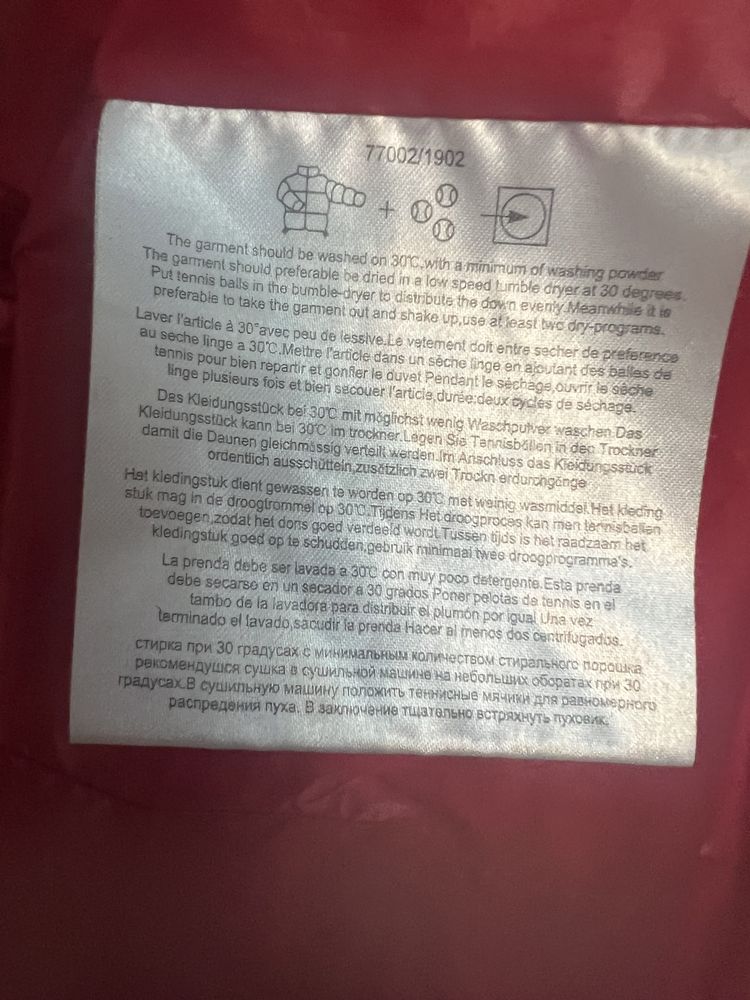 77002/1902
The garment should be washed on 30℃,with a minimum of washing powder
The garment should preferable be dried in a low speed tumble dryer at 30 degrees.
Put tennis balls in the bumble-dryer to distribute the down evenly.Meanwhile it is
preferable to take the garment out and shake up,use at least two dry-programs.
Laver l'article à 30°avec peu de lessive.Le vetement doit entre secher de preference
au seche linge a 30℃.Mettre l'article dans un sèche linge en ajoutant des balles de
tennis pour bien repartir et gonfler le duvet Pendant le séchage,ouvrir le sèche
linge plusieurs fois et bien secouer l'article,durée:deux cycles de séchage.
Das Kleidungsstück bei 30℃ mit möglichst wenig Waschpulver waschen.Das
Kleidungsstück kann bei 30℃ im trockner.Legen Sie Tennisbällen in den Trockner
damit die Daunen gleichmässig verteilt werden.Im Anschluss das Kleidungsstück
ordentlich ausschütteln,zusätzlich zwei Trockn erdurchgönge
Het kledingstuk dient gewassen te worden op 30℃ met weinig wasmiddel.Het kleding
stuk mag in de droogtrommel op 30℃.Tijdens Het droogproces kan men tennisballen
toevoegen,zodat het dons goed verdeeld wordt.Tussen tijds is het raadzaam het
kledingstuk goed op te schudden,gebruik minimaal twee droogprogramma's.
La prenda debe ser lavada a 30℃ con muy poco detergente.Esta prenda
debe secarse en un secador a 30 grados Poner pelotas de tennis en el
tambo de la lavadora para distribuir el plumón por igual Una vez
terminado el lavado,sacudir la prenda Hacer al menos dos centrifugados.
стирка при 30 градусах с минимальным количеством стирального порошка
рекомендушся сушка в сушильной машине на небольших оборатах при 30
градусах.В сушильную машину положить теннисные мячики для равномерного
распредения пуха. В заключение тщательно встряхнуть пуховик.